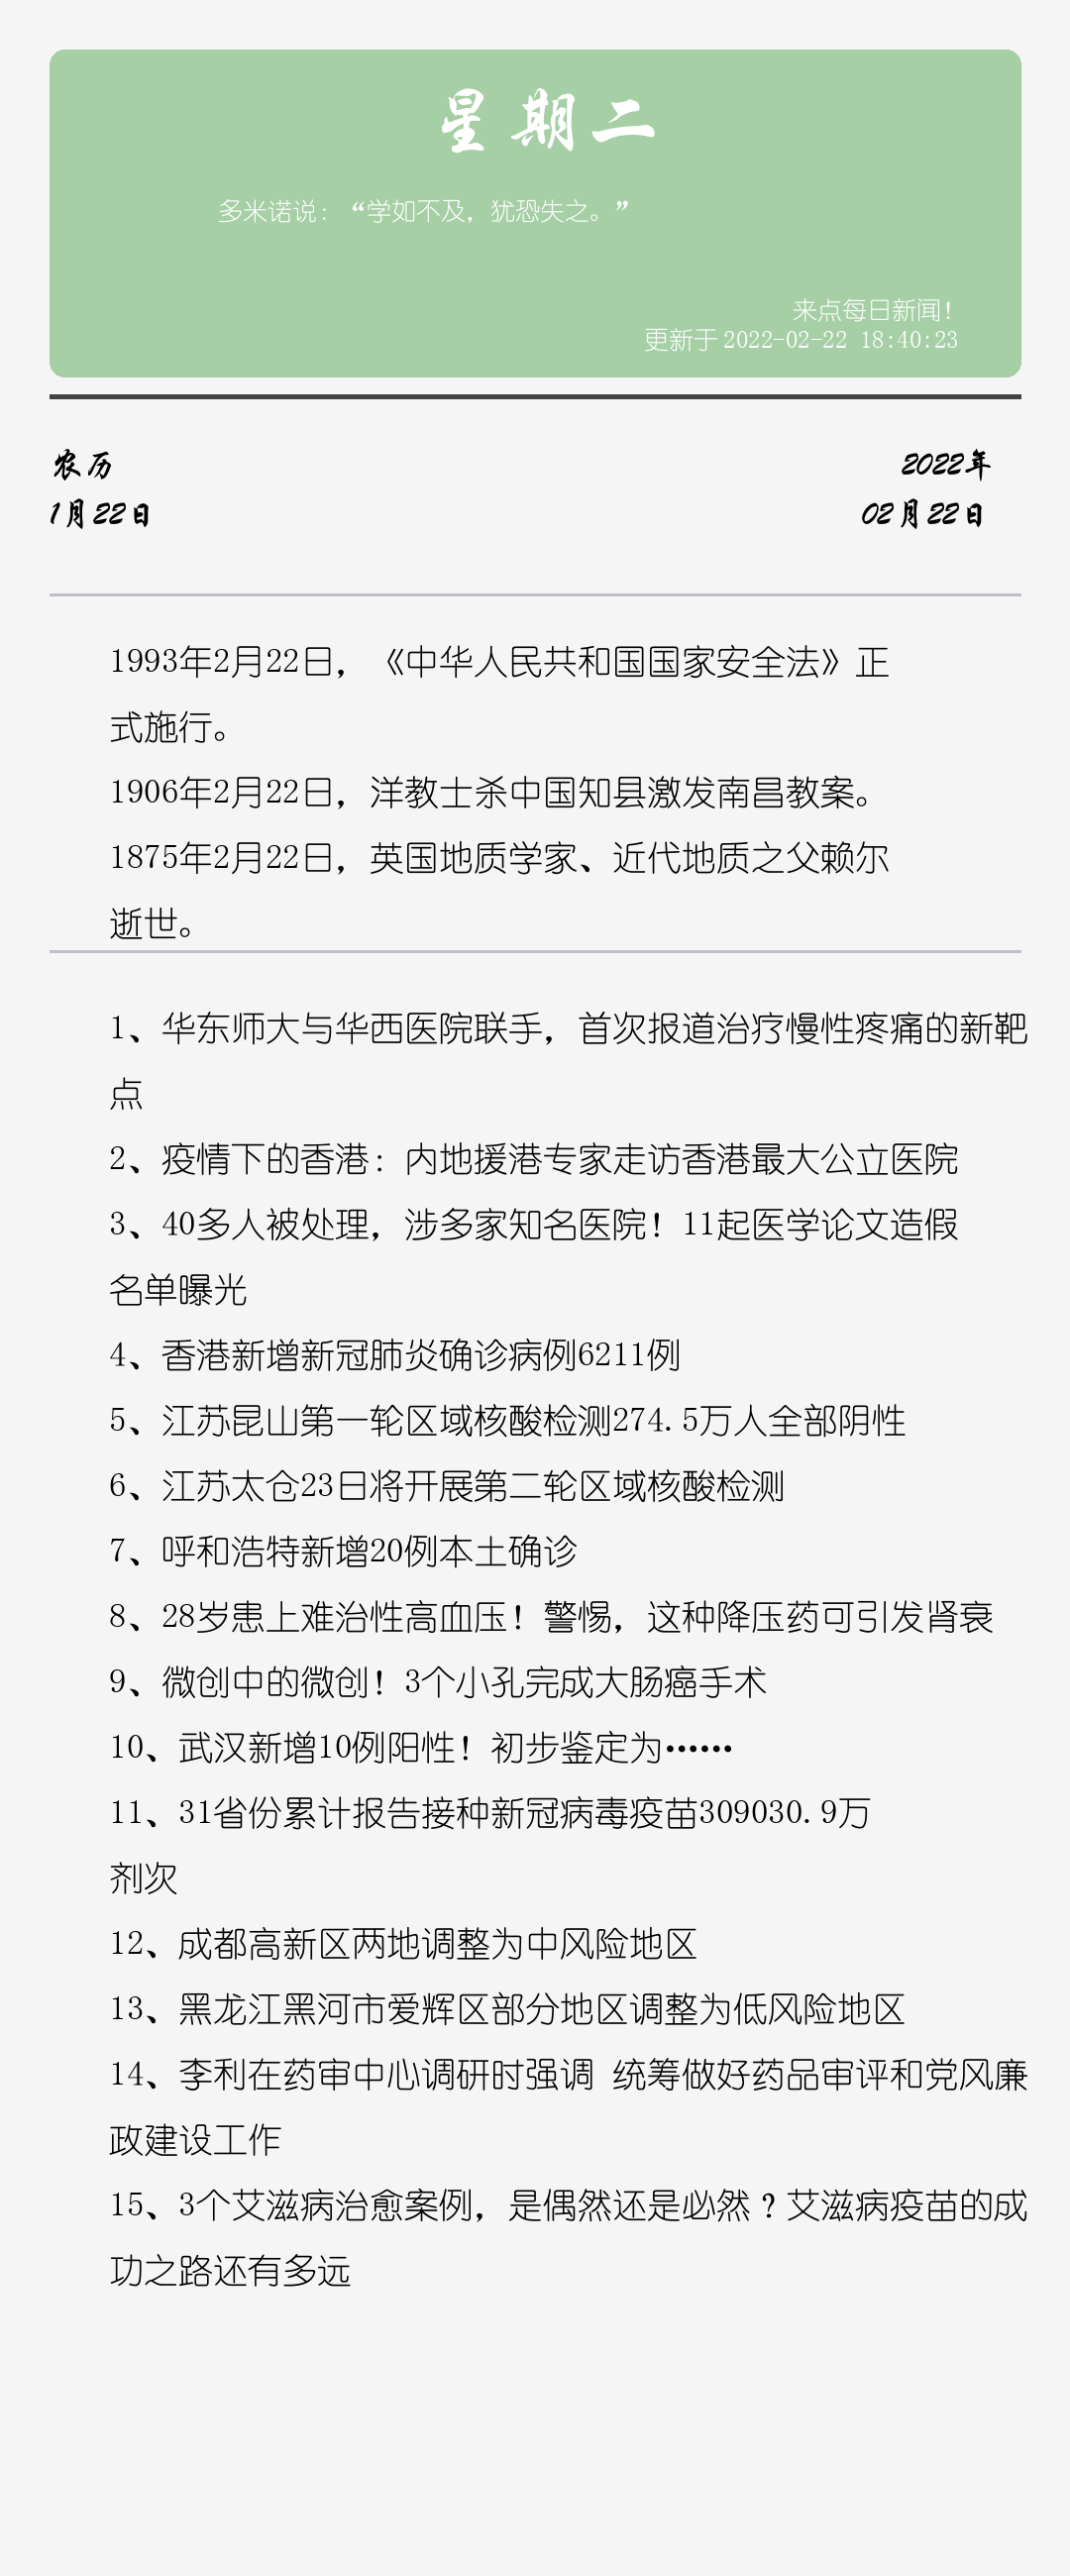 星期二
多米诺说：“学如不及，犹恐失之。”
来点每日新闻！
更新于 2022-02-22 18:40:23
农历
2022年
1月22日
02月22日
1993年2月22日，《中华人民共和国国家安全法》正
式施行。
1906年2月22日，洋教士杀中国知县激发南昌教案。
1875年2月22日，英国地质学家、近代地质之父赖尔
逝世。
1、华东师大与华西医院联手，首次报道治疗慢性疼痛的新靶
点
2、疫情下的香港：内地援港专家走访香港最大公立医院
3、40多人被处理，涉多家知名医院！11起医学论文造假
名单曝光
4、香港新增新冠肺炎确诊病例6211例
5、江苏昆山第一轮区域核酸检测274.5万人全部阴性
6、江苏太仓23日将开展第二轮区域核酸检测
7、呼和浩特新增20例本土确诊
8、28岁患上难治性高血压！警惕，这种降压药可引发肾衰
9、微创中的微创！3个小孔完成大肠癌手术
10、武汉新增10例阳性！初步鉴定为……
11、31省份累计报告接种新冠病毒疫苗309030.9万
剂次
12、成都高新区两地调整为中风险地区
13、黑龙江黑河市爱辉区部分地区调整为低风险地区
14、李利在药审中心调研时强调 统筹做好药品审评和党风廉
政建设工作
15、3个艾滋病治愈案例，是偶然还是必然？艾滋病疫苗的成
功之路还有多远